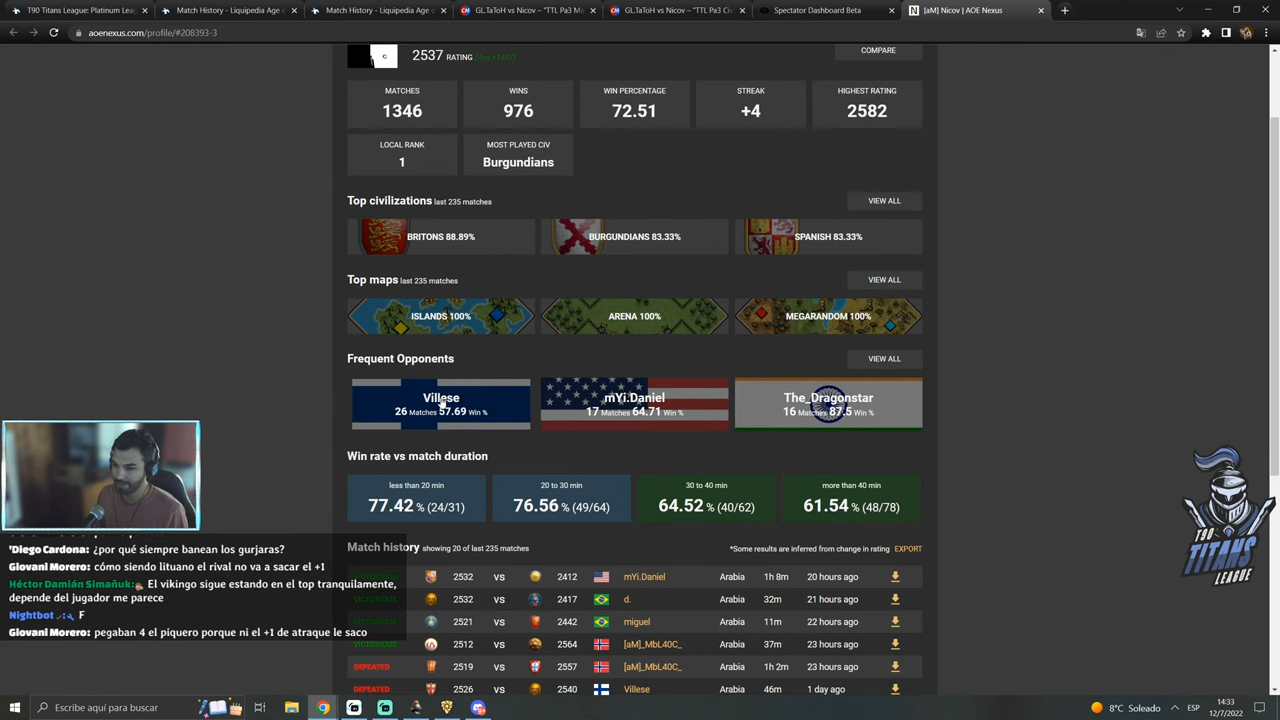 T90 Titans League: Platinum Leag
Match History - Liquipedia Age o
Match History - Liquipedia Age o
GL.TaToH vs Nicov – "TTL Pa3 Ma
GL.TaToH vs Nicov – "TTL Pa3 Civ
Spectator Dashboard Beta
[aM] Nicov | AOE Nexus
aoenexus.com/profile/#208393-3
2537 RATING
COMPARE
MATCHES
1346
WINS
976
WIN PERCENTAGE
72.51
STREAK
+4
HIGHEST RATING
2582
LOCAL RANK
1
MOST PLAYED CIV
Burgundians
Top civilizations last 235 matches
VIEW ALL
BRITONS 88.89%
BURGUNDIANS 83.33%
SPANISH 83.33%
Top maps last 235 matches
VIEW ALL
ISLANDS 100%
ARENA 100%
MEGARANDOM 100%
Frequent Opponents
VIEW ALL
Villese
26 Matches 57.69 Win %
mYi.Daniel
17 Matches 64.71 Win %
The_Dragonstar
16 Matches 87.5 Win %
Win rate vs match duration
less than 20 min
77.42 % (24/31)
20 to 30 min
76.56 % (49/64)
30 to 40 min
64.52 % (40/62)
more than 40 min
61.54 % (48/78)
Match history showing 20 of last 235 matches
*Some results are inferred from change in rating EXPORT
2532 vs 2412 mYi.Daniel Arabia 1h 8m 20 hours ago
VICTORIOUS 2532 vs 2417 d. Arabia 32m 21 hours ago
2521 vs 2442 miguel Arabia 11m 22 hours ago
VICTORIOUS 2512 vs 2564 [aM]_MbL40C_ Arabia 37m 23 hours ago
DEFEATED 2519 vs 2557 [aM]_MbL40C_ Arabia 1h 2m 23 hours ago
DEFEATED 2526 vs 2540 Villese Arabia 46m 1 day ago
Diego Cardona: ¿por qué siempre banean los gurjaras?
Giovani Morero: cómo siendo lituano el rival no va a sacar el +1
Héctor Damián Simañuk: El vikingo sigue estando en el top tranquilamente,
depende del jugador me parece
Nightbot: F
Giovani Morero: pegaban 4 el piquero porque ni el +1 de atraque le saco
T90
TITANS
LEAGUE
Escribe aquí para buscar
8°C Soleado
ESP
14:33
12/7/2022